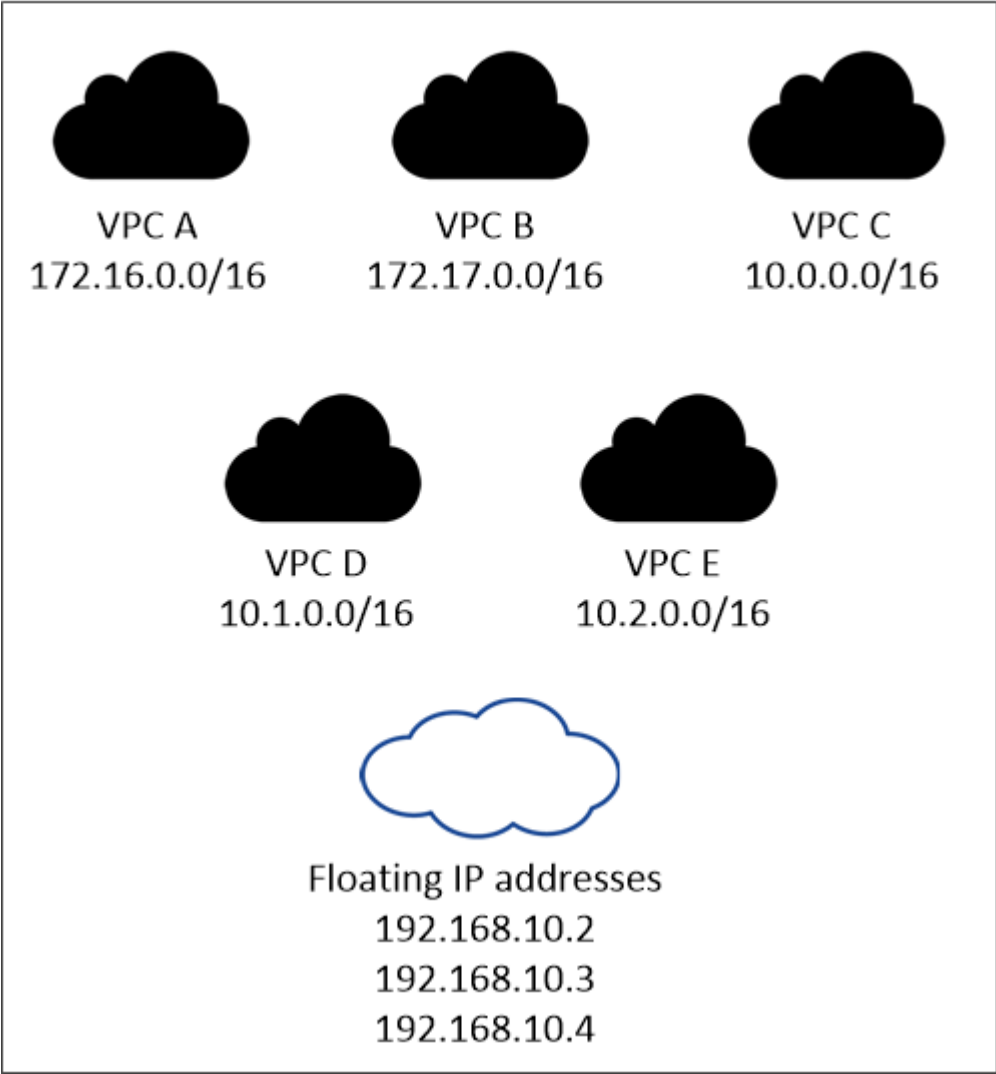 VPC A
172.16.0.0/16
VPC B
172.17.0.0/16
VPC C
10.0.0.0/16
VPC D
10.1.0.0/16
VPC E
10.2.0.0/16
Floating IP addresses
192.168.10.2
192.168.10.3
192.168.10.4